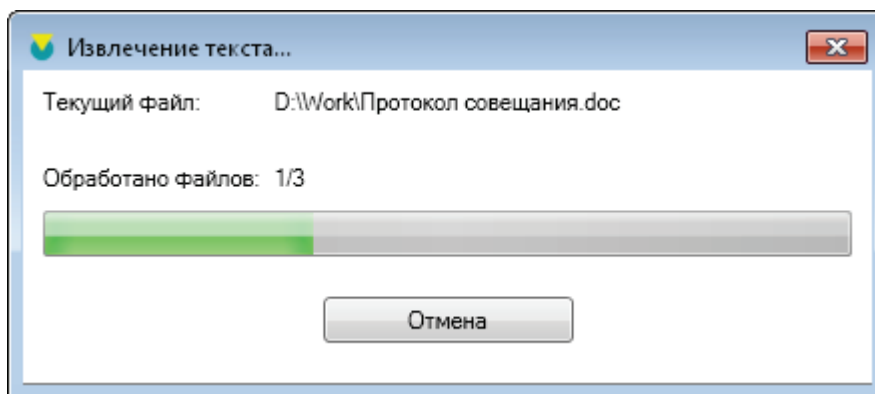 Извлечение текста...
Текущий файл: D:\Work\Протокол совещания.doc
Обработано файлов: 1/3
Отмена